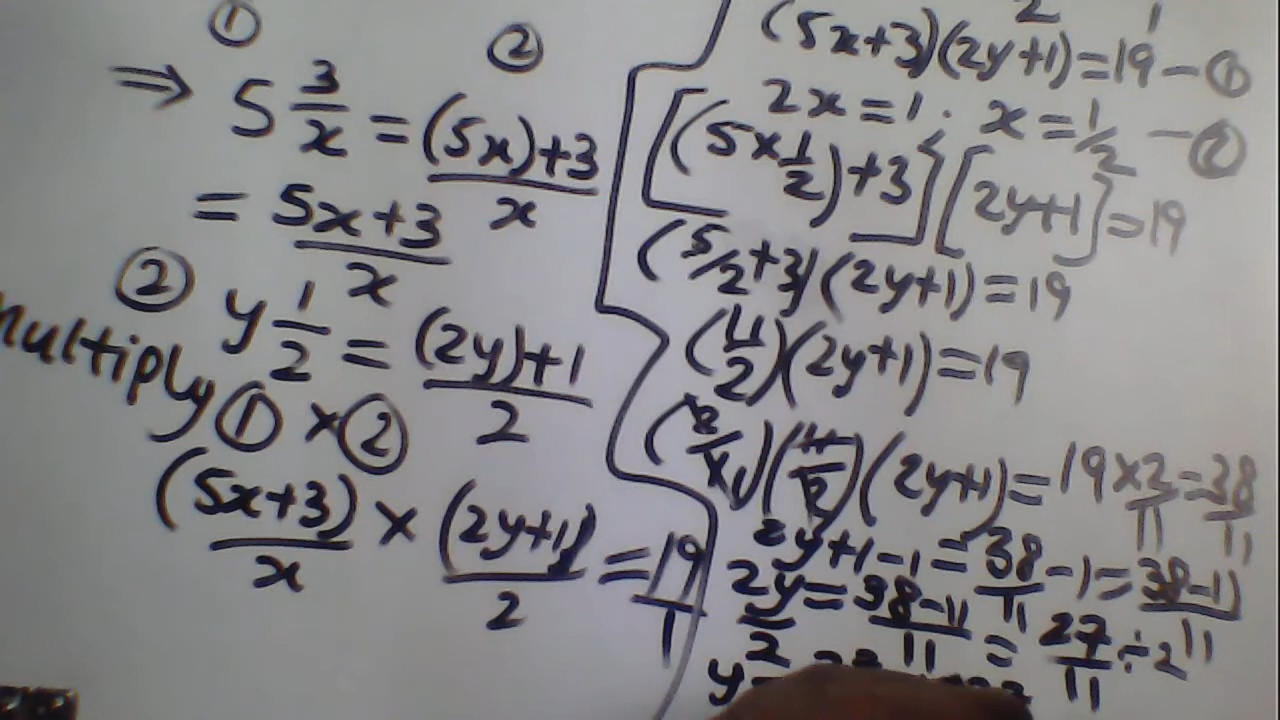 ①
②
⇒ 5 3/x = (5x)+3/x
= 5x+3/x
② y 1/2 = (2y)+1/2
multiply ① × ②
(5x+3)/x × (2y+1)/2 = 19/1
2 1
(5x+3)(2y+1)=19 — ①
2x = 1. x = 1/2 — ②
[(5×1/2)+3][2y+1]=19
(5/2+3)(2y+1)=19
(11/2)(2y+1)=19
(2y+1)=19×2/11=38/11
2y+1-1=38/11-1=38-11/11
2y/2=38-11/11=27/11÷2
y